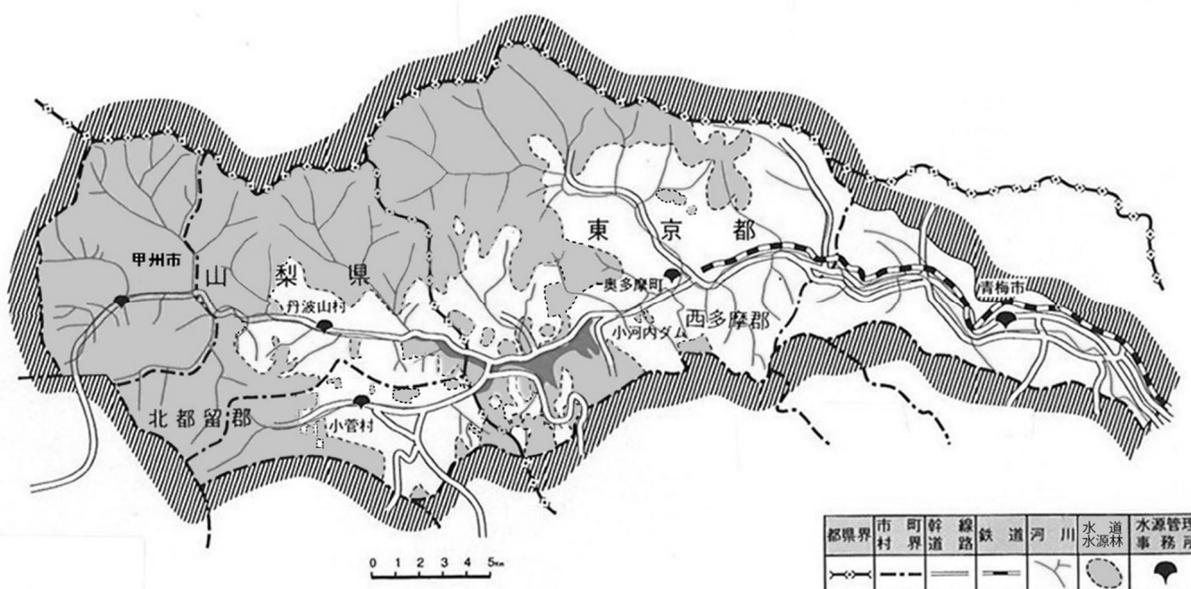 東京都
甲州市
山梨県
奥多摩町
青梅市
丹波山村
西多摩郡
小河内ダム
北都留郡
小菅村
0 1 2 3 4 5Km
都県界
市町村界
幹線道路
鉄道
河川
水道水源林
水源管理事務所